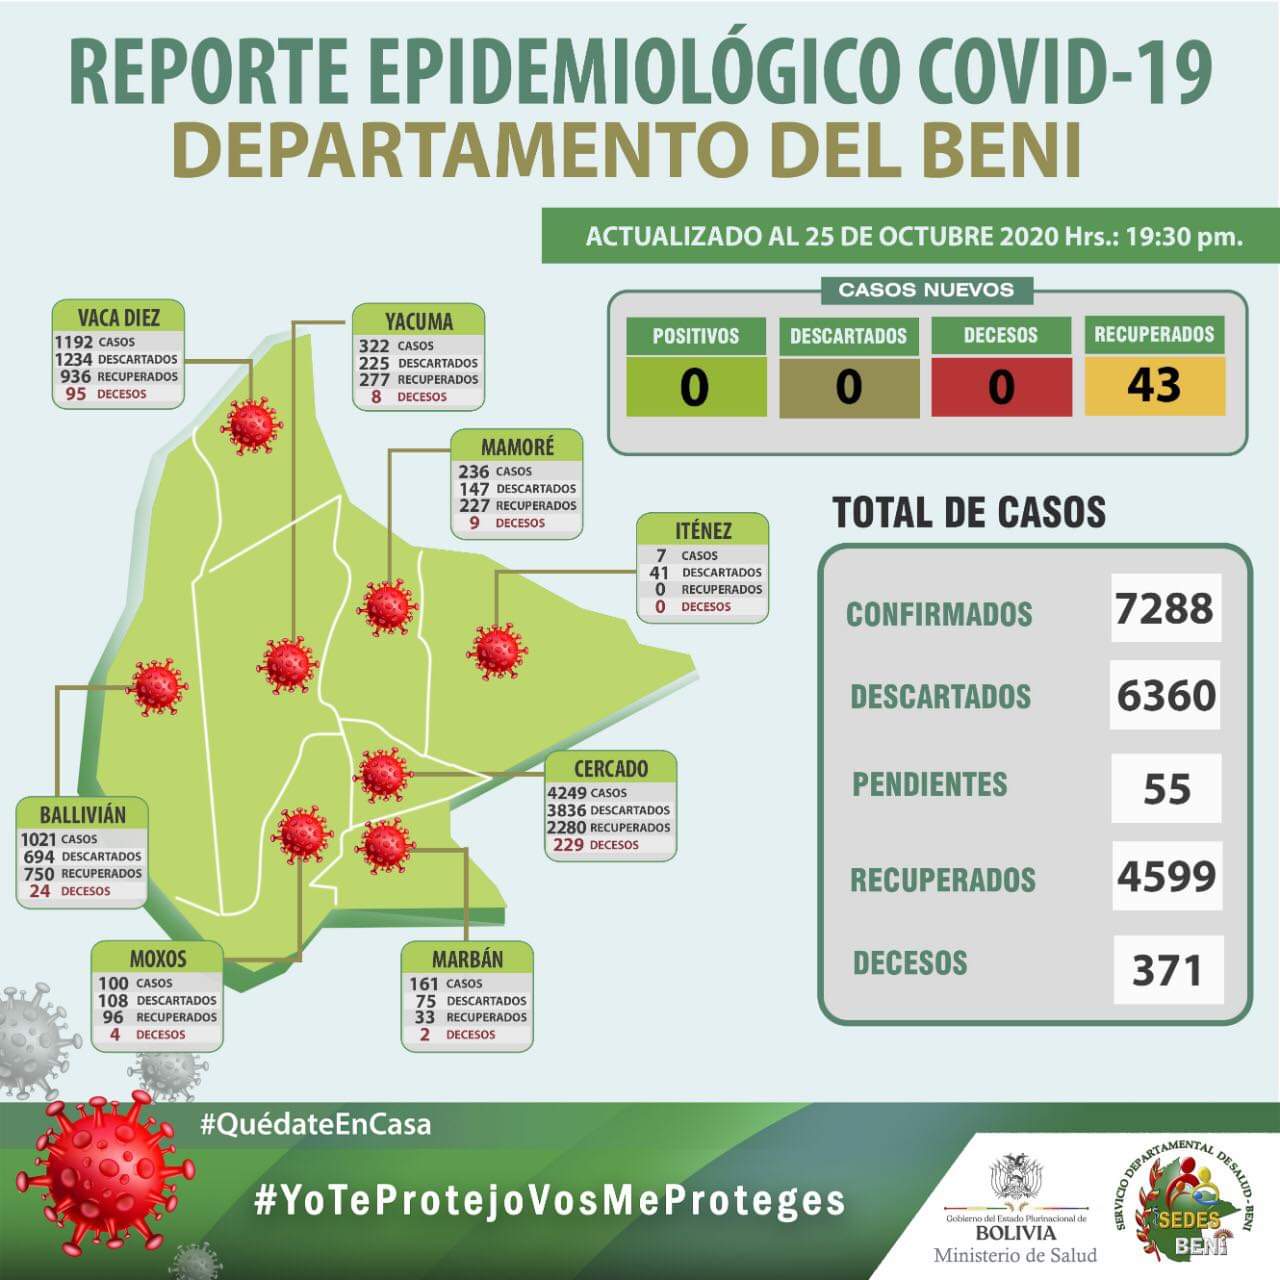 REPORTE EPIDEMIOLÓGICO COVID-19
DEPARTAMENTO DEL BENI
ACTUALIZADO AL 25 DE OCTUBRE 2020 Hrs.: 19:30 pm.
CASOS NUEVOS
POSITIVOS DESCARTADOS DECESOS RECUPERADOS
0 0 0 43
VACA DIEZ
1192 CASOS
1234 DESCARTADOS
936 RECUPERADOS
95 DECESOS
YACUMA
322 CASOS
225 DESCARTADOS
277 RECUPERADOS
8 DECESOS
MAMORÉ
236 CASOS
147 DESCARTADOS
227 RECUPERADOS
9 DECESOS
ITÉNEZ
7 CASOS
41 DESCARTADOS
0 RECUPERADOS
0 DECESOS
CERCADO
4249 CASOS
3836 DESCARTADOS
2280 RECUPERADOS
229 DECESOS
BALLIVIÁN
1021 CASOS
694 DESCARTADOS
750 RECUPERADOS
24 DECESOS
MOXOS
100 CASOS
108 DESCARTADOS
96 RECUPERADOS
4 DECESOS
MARBÁN
161 CASOS
75 DESCARTADOS
33 RECUPERADOS
2 DECESOS
TOTAL DE CASOS
CONFIRMADOS 7288
DESCARTADOS 6360
PENDIENTES 55
RECUPERADOS 4599
DECESOS 371
#QuédateEnCasa
#YoTeProtejoVosMeProteges
Gobierno del Estado Plurinacional de
BOLIVIA
Ministerio de Salud
SERVICIO DEPARTAMENTAL DE SALUD - BENI
SEDES
BENI